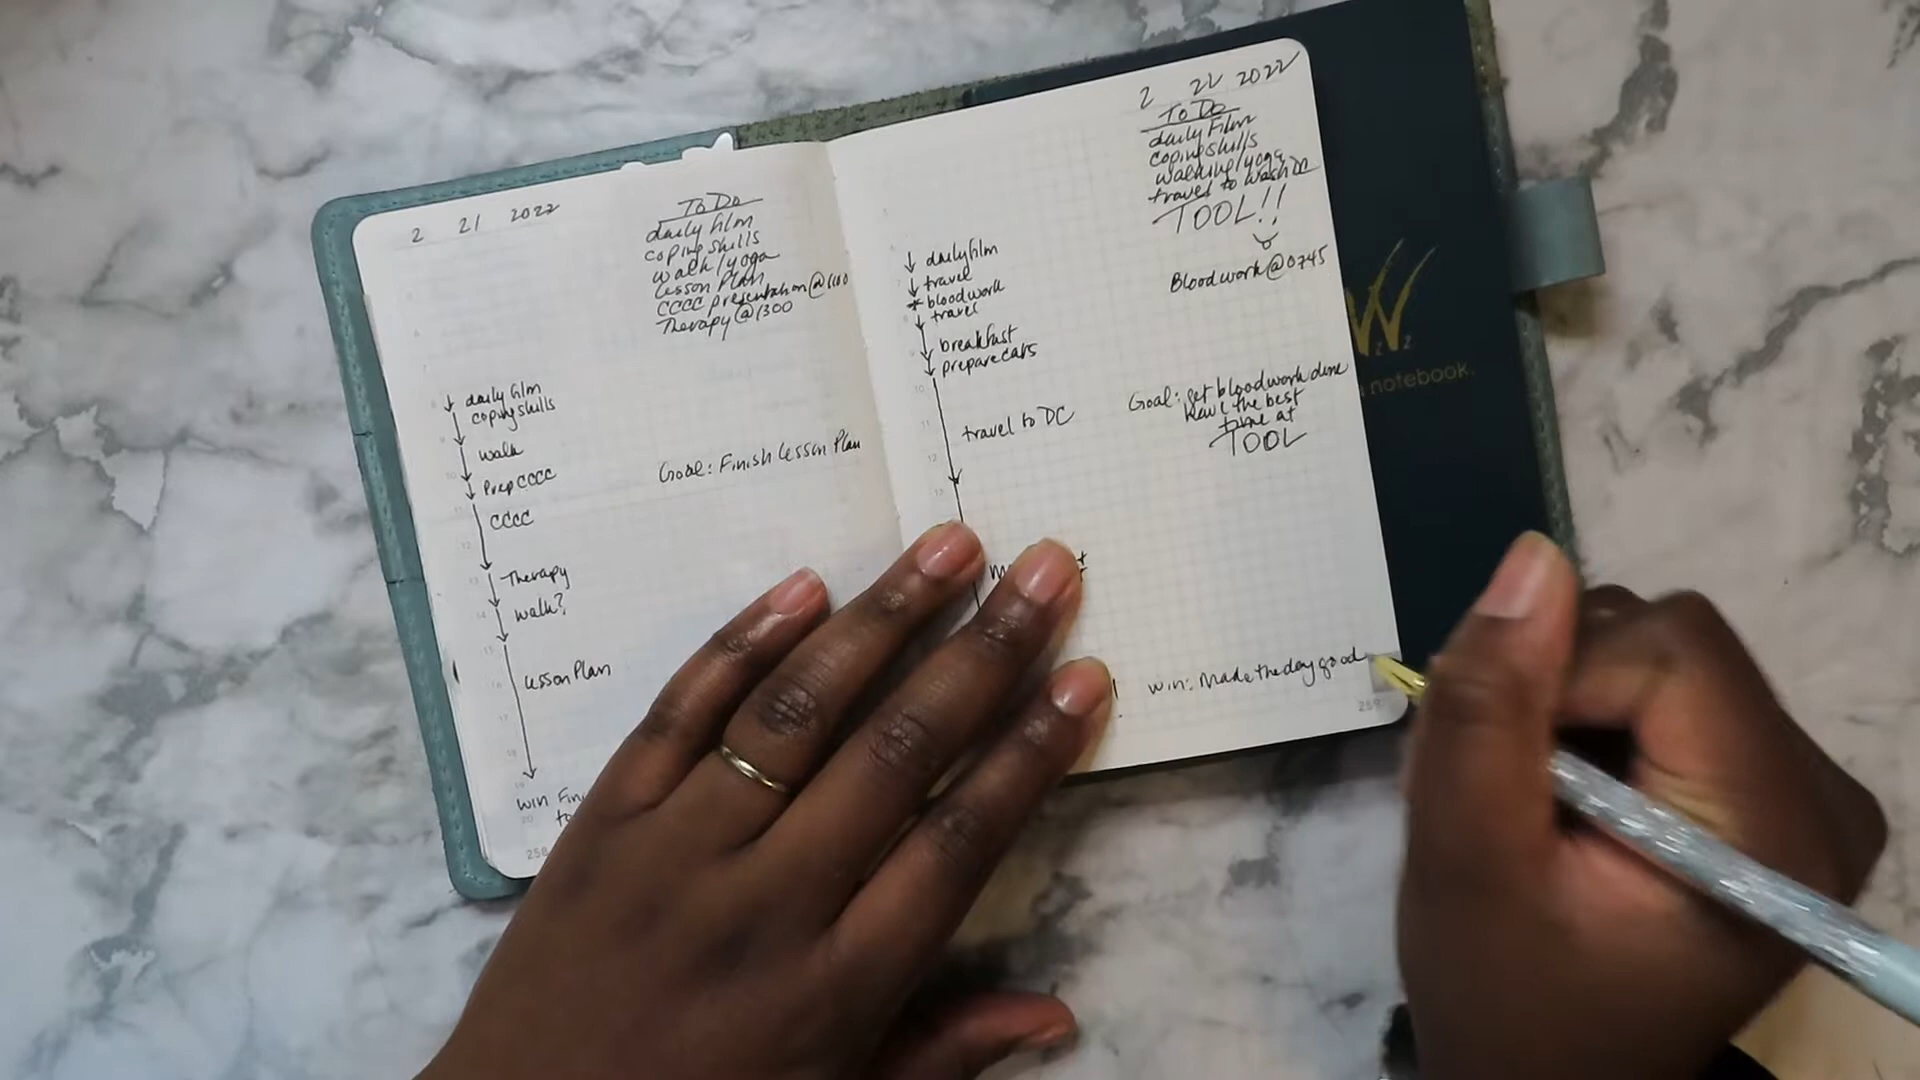 2 21 2022
To Do
daily film
coping skills
walk/yoga
Lesson Plan
CCCC presentation@1100
Therapy@1300
daily film
coping skills
walk
Goal: Finish Lesson Plan
Prep CCCC
CCCC
Therapy
walk?
Lesson Plan
win
258
2 22 2022
To Do
daily Film
coping skills
walking/yoga
travel to Wash DC
TOOL!!
Bloodwork@0745
daily film
travel
*bloodwork
travel
breakfast
prepare cats
Goal: get bloodwork done
have the best
time at
TOOL
travel to DC
win: Made the day good
259
W
22
notebook.